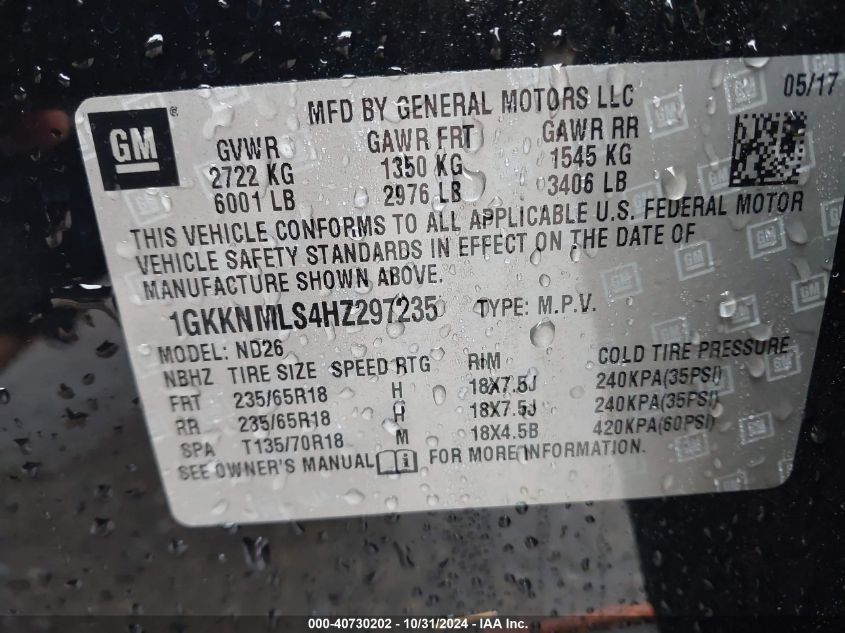 MFD BY GENERAL MOTORS LLC 05/17
GM ®
GVWR GAWR FRT GAWR RR
2722 KG 1350 KG 1545 KG
6001 LB 2976 LB 3406 LB
THIS VEHICLE CONFORMS TO ALL APPLICABLE U.S. FEDERAL MOTOR
VEHICLE SAFETY STANDARDS IN EFFECT ON THE DATE OF
MANUFACTURE SHOWN ABOVE.
1GKKNMLS4HZ297235 TYPE: M.P.V.
MODEL: ND26
NBHZ TIRE SIZE SPEED RTG RIM COLD TIRE PRESSURE
FRT 235/65R18 H 18X7.5J 240KPA(35PSI)
RR 235/65R18 H 18X7.5J 240KPA(35PSI)
SPA T135/70R18 M 18X4.5B 420KPA(60PSI)
SEE OWNER'S MANUAL i FOR MORE INFORMATION.
000-40730202 - 10/31/2024 - IAA Inc.